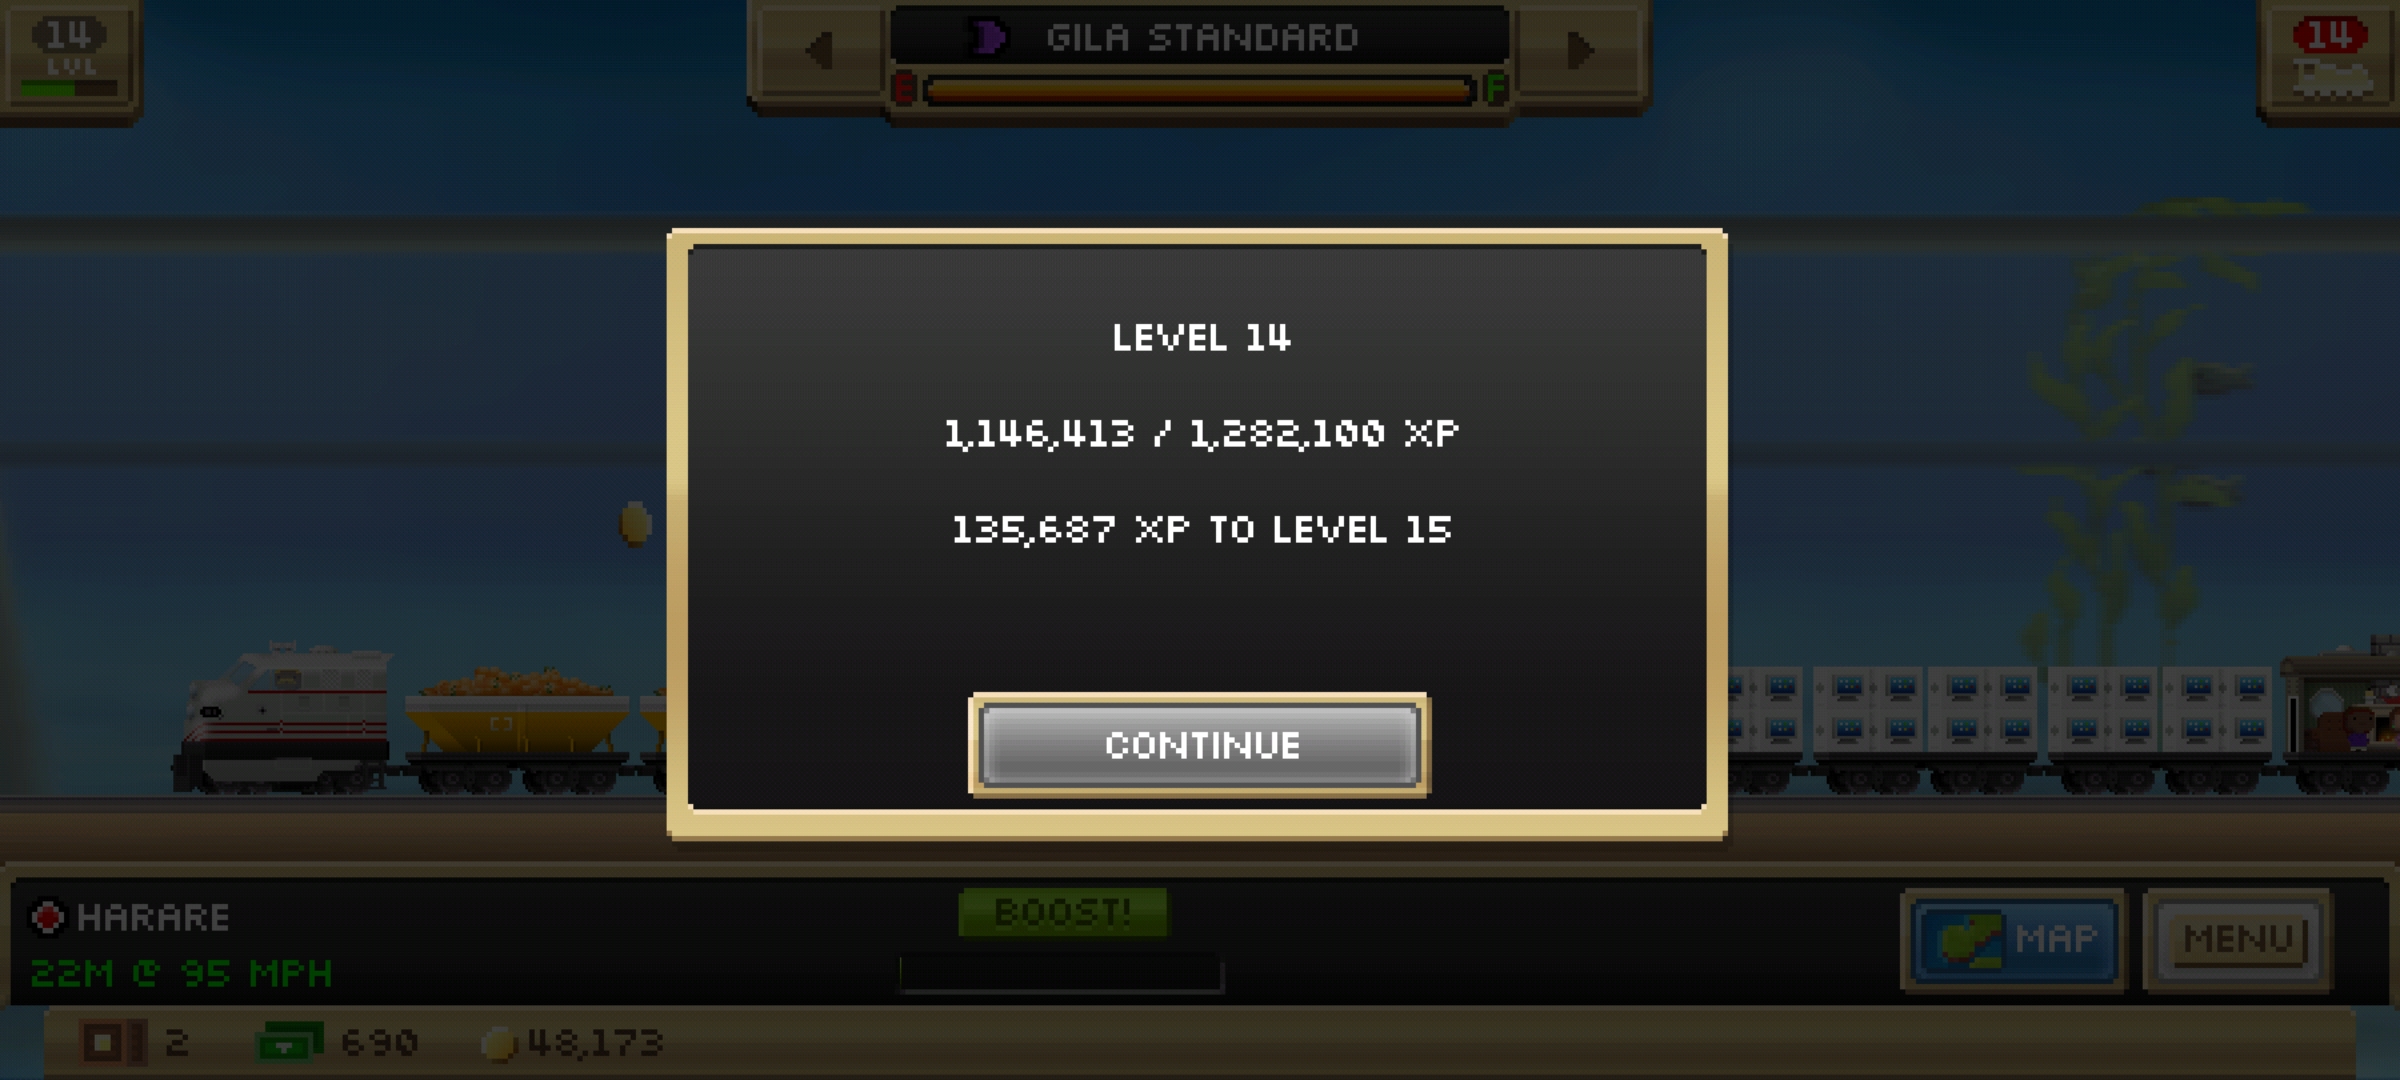 14
LVL
GILA STANDARD
E F
14
LEVEL 14
1,146,413 / 1,282,100 XP
135,687 XP TO LEVEL 15
CONTINUE
HARARE
22M @ 95 MPH
BOOST!
MAP
MENU
2 690 48,173